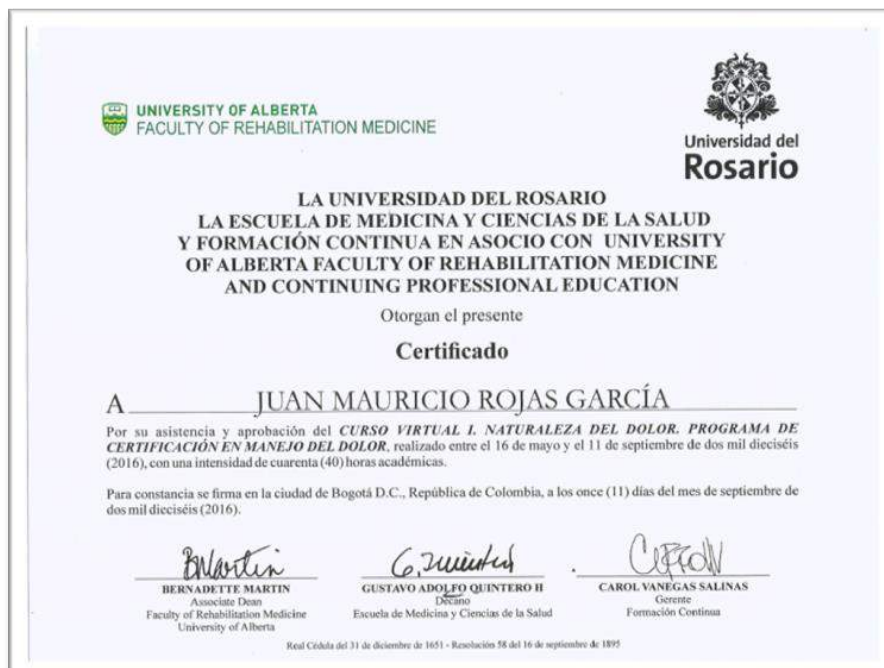 UNIVERSITY OF ALBERTA
FACULTY OF REHABILITATION MEDICINE
Universidad del
Rosario
LA UNIVERSIDAD DEL ROSARIO
LA ESCUELA DE MEDICINA Y CIENCIAS DE LA SALUD
Y FORMACIÓN CONTINUA EN ASOCIO CON UNIVERSITY
OF ALBERTA FACULTY OF REHABILITATION MEDICINE
AND CONTINUING PROFESSIONAL EDUCATION
Otorgan el presente
Certificado
A JUAN MAURICIO ROJAS GARCÍA
Por su asistencia y aprobación del CURSO VIRTUAL I. NATURALEZA DEL DOLOR. PROGRAMA DE
CERTIFICACIÓN EN MANEJO DEL DOLOR, realizado entre el 16 de mayo y el 11 de septiembre de dos mil dieciséis
(2016), con una intensidad de cuarenta (40) horas académicas.
Para constancia se firma en la ciudad de Bogotá D.C., República de Colombia, a los once (11) días del mes de septiembre de
dos mil dieciséis (2016).
BMartin
BERNADETTE MARTIN
Associate Dean
Faculty of Rehabilitation Medicine
University of Alberta
GUSTAVO ADOLFO QUINTERO H
Decano
Escuela de Medicina y Ciencias de la Salud
CAROL VANEGAS SALINAS
Gerente
Formación Continua
Real Cédula del 31 de diciembre de 1651 - Resolución 58 del 16 de septiembre de 1895